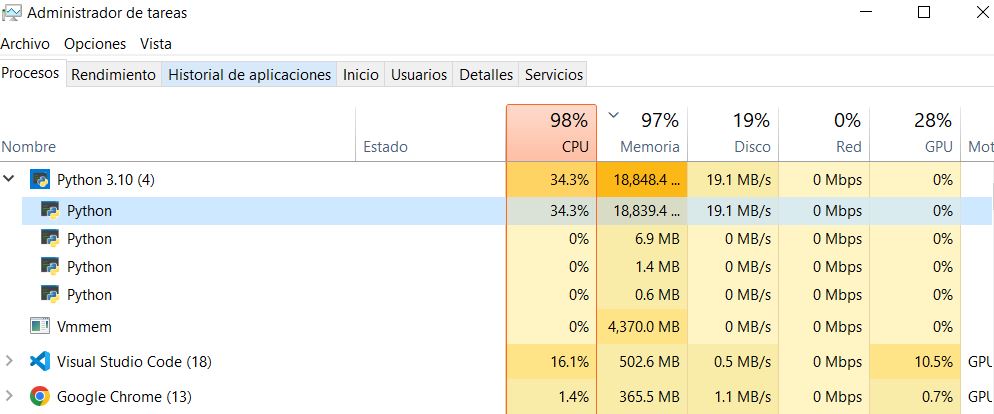 Administrador de tareas
Archivo Opciones Vista
Procesos Rendimiento Historial de aplicaciones Inicio Usuarios Detalles Servicios
98% 97% 19% 0% 28%
Nombre Estado CPU Memoria Disco Red GPU Mot
Python 3.10 (4) 34.3% 18,848.4 ... 19.1 MB/s 0 Mbps 0%
Python 34.3% 18,839.4 ... 19.1 MB/s 0 Mbps 0%
Python 0% 6.9 MB 0 MB/s 0 Mbps 0%
Python 0% 1.4 MB 0 MB/s 0 Mbps 0%
Python 0% 0.6 MB 0 MB/s 0 Mbps 0%
Vmmem 0% 4,370.0 MB 0 MB/s 0 Mbps 0%
Visual Studio Code (18) 16.1% 502.6 MB 0.5 MB/s 0 Mbps 10.5% GPU
Google Chrome (13) 1.4% 365.5 MB 1.1 MB/s 0 Mbps 0.7% GPU